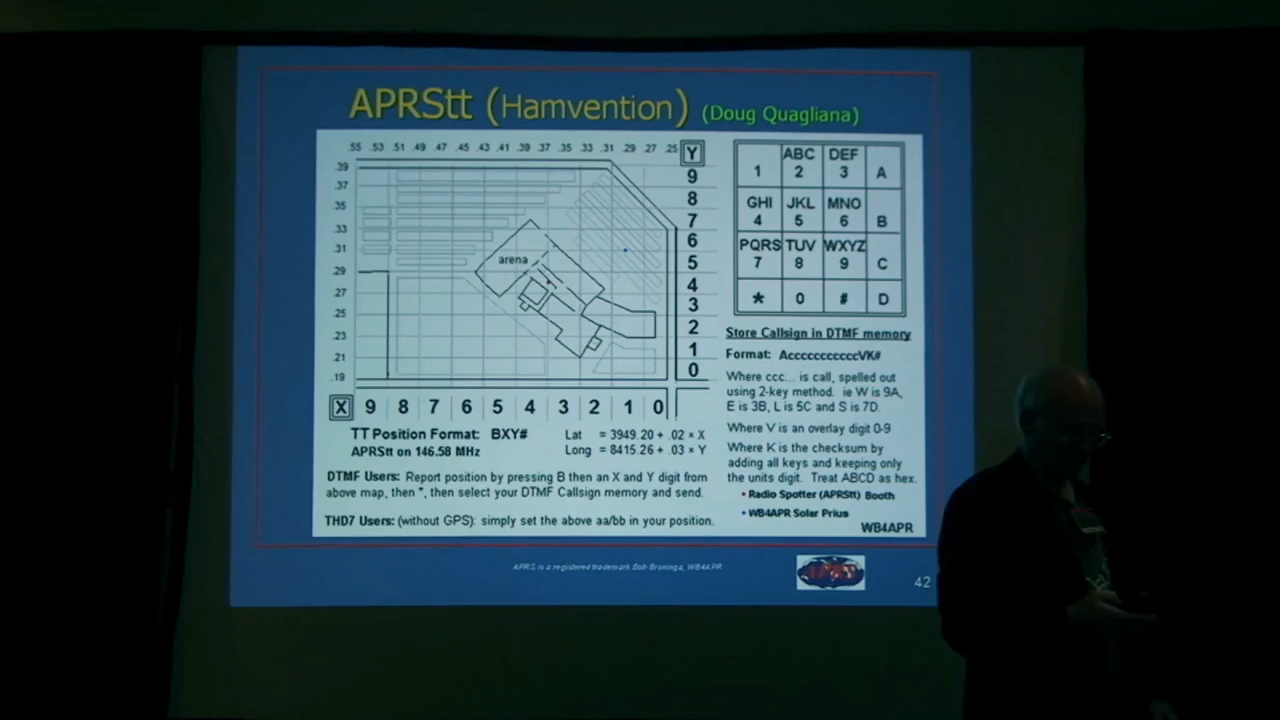 APRStt (Hamvention) (Doug Quagliana)
.55 .53 .51 .49 .47 .45 .43 .41 .39 .37 .35 .33 .31 .29 .27 .25 Y
.39
.37
.35
.33
.31
.29
.27
.25
.23
.21
.19
arena
9
8
7
6
5
4
3
2
1
0
X 9 8 7 6 5 4 3 2 1 0
TT Position Format: BXY#
APRStt on 146.58 MHz
Lat = 3949.20 + .02 × X
Long = 8415.26 + .03 × Y
DTMF Users: Report position by pressing B then an X and Y digit from
above map, then *, then select your DTMF Callsign memory and send.
THD7 Users: (without GPS): simply set the above aa/bb in your position.
ABC DEF
1 2 3 A
GHI JKL MNO
4 5 6 B
PQRS TUV WXYZ
7 8 9 C
* 0 # D
Store Callsign in DTMF memory
Format: AcccccccccccVK#
Where ccc... is call, spelled out
using 2-key method. ie W is 9A,
E is 3B, L is 5C and S is 7D.
Where V is an overlay digit 0-9
Where K is the checksum by
adding all keys and keeping only
the units digit. Treat ABCD as hex.
• Radio Spotter (APRStt) Booth
• WB4APR Solar Prius
WB4APR
APRS is a registered trademark Bob Bruninga, WB4APR
42